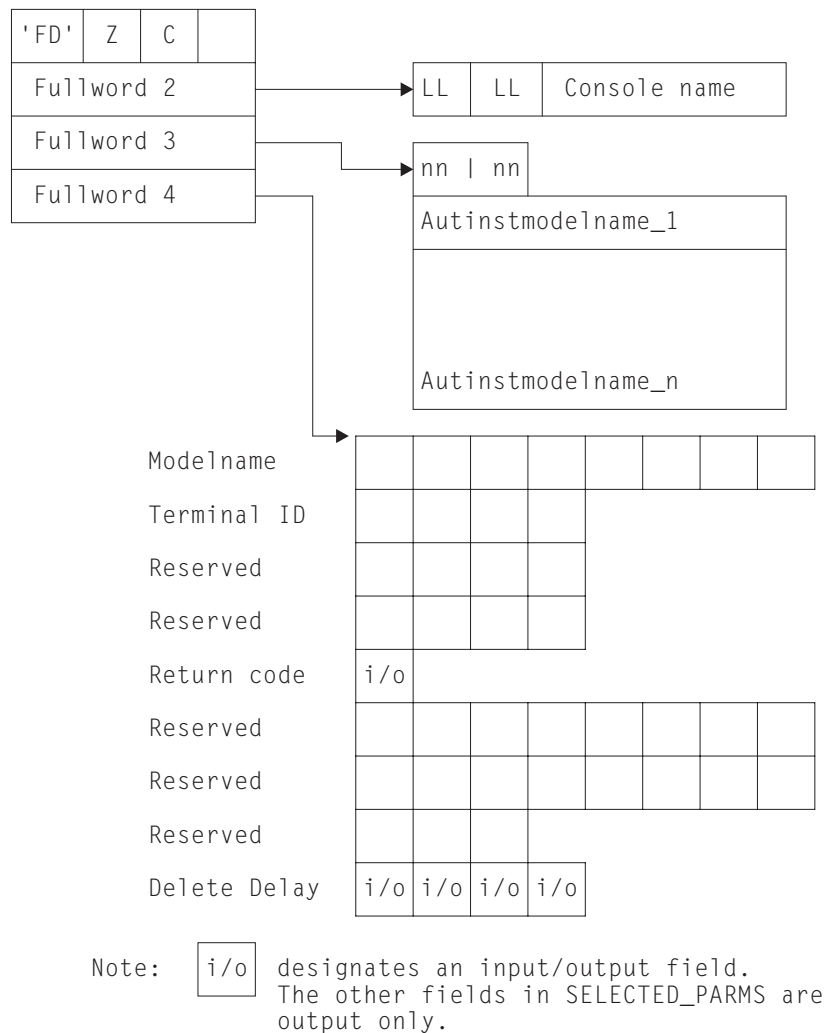 'FD' Z C
Fullword 2
LL LL Console name
Fullword 3
nn | nn
Fullword 4
Autinstmodelname_1
Autinstmodelname_n
Modelname
Terminal ID
Reserved
Reserved
Return code i/o
Reserved
Reserved
Reserved
Delete Delay i/o i/o i/o i/o
Note: i/o designates an input/output field.
The other fields in SELECTED_PARMS are
output only.